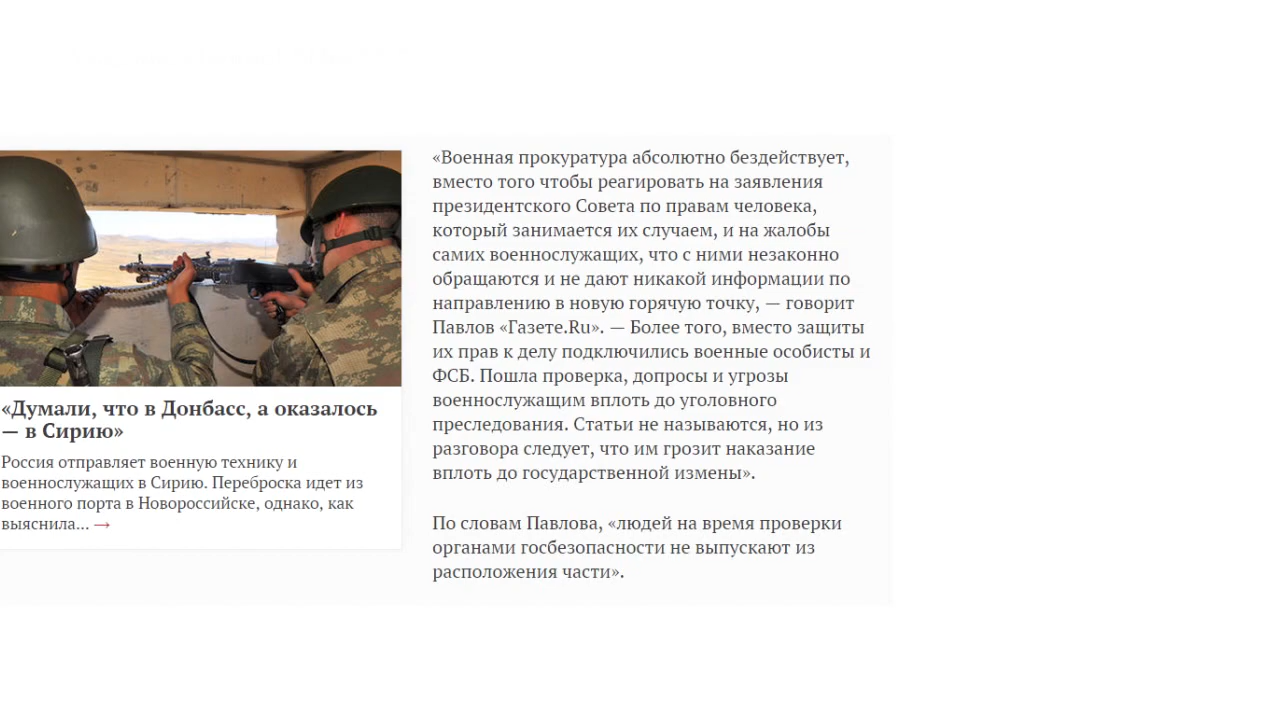 «Думали, что в Донбасс, а оказалось
— в Сирию»
Россия отправляет военную технику и
военнослужащих в Сирию. Переброска идет из
военного порта в Новороссийске, однако, как
выяснила... →
«Военная прокуратура абсолютно бездействует,
вместо того чтобы реагировать на заявления
президентского Совета по правам человека,
который занимается их случаем, и на жалобы
самих военнослужащих, что с ними незаконно
обращаются и не дают никакой информации по
направлению в новую горячую точку, — говорит
Павлов «Газете.Ru». — Более того, вместо защиты
их прав к делу подключились военные особисты и
ФСБ. Пошла проверка, допросы и угрозы
военнослужащим вплоть до уголовного
преследования. Статьи не называются, но из
разговора следует, что им грозит наказание
вплоть до государственной измены».
По словам Павлова, «людей на время проверки
органами госбезопасности не выпускают из
расположения части».